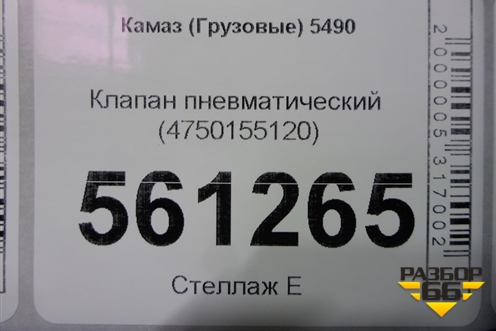 Камаз (Грузовые) 5490
Клапан пневматический
(4750155120)
561265
Стеллаж Е
2000005317002
РАЗБОР
66